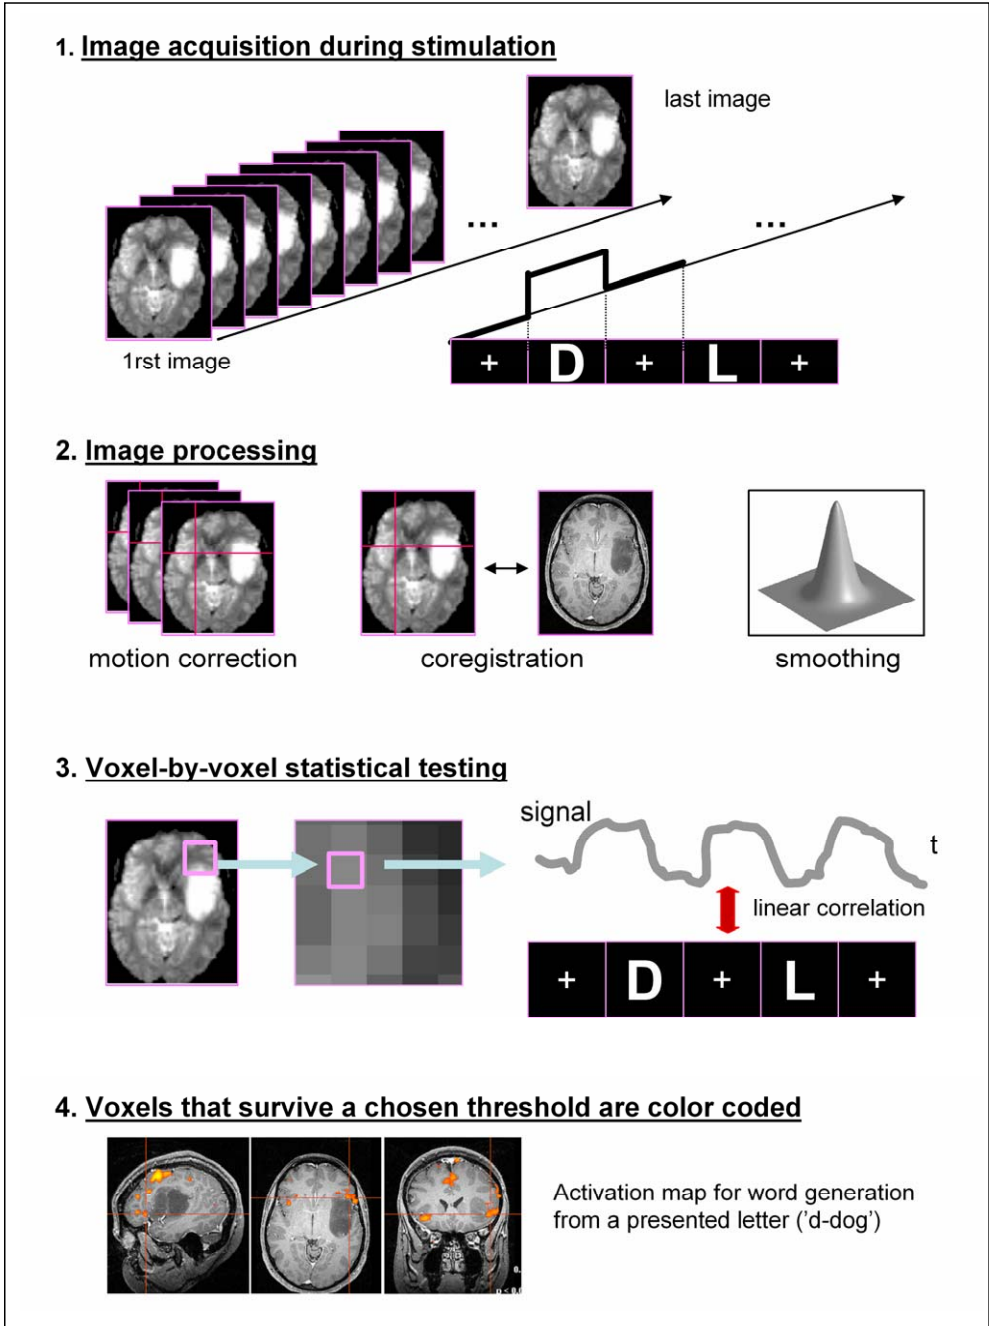 1. Image acquisition during stimulation
last image
...
...
1rst image
+ D + L +
2. Image processing
motion correction
coregistration
smoothing
3. Voxel-by-voxel statistical testing
signal
t
linear correlation
+ D + L +
4. Voxels that survive a chosen threshold are color coded
Activation map for word generation
from a presented letter ('d-dog')